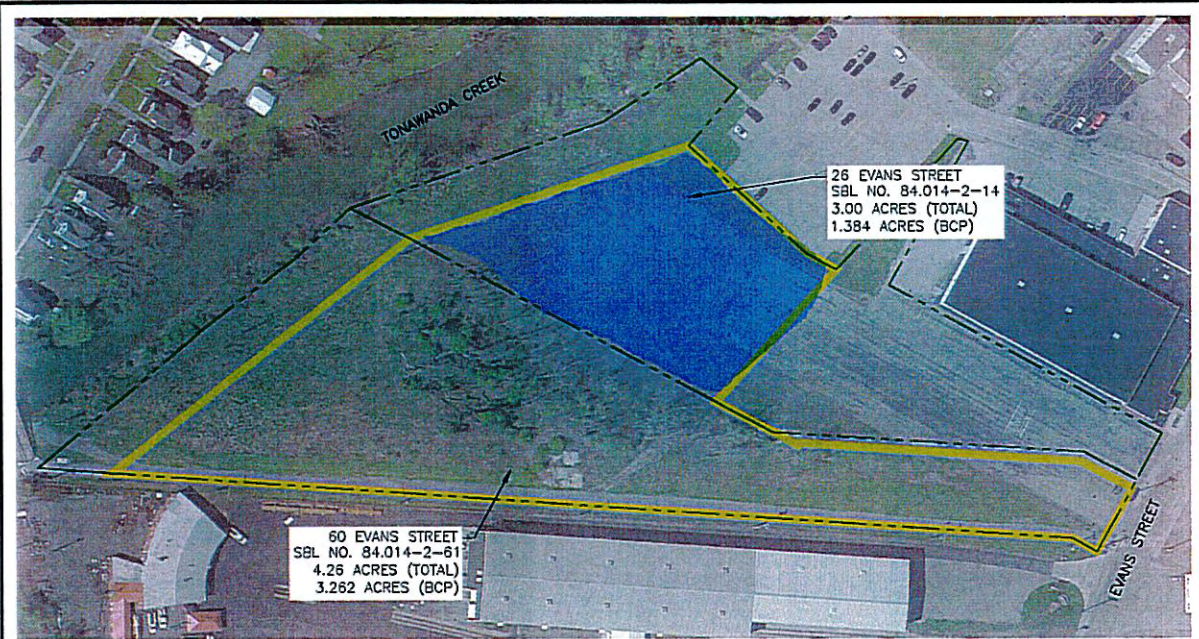 TONAWANDA CREEK
26 EVANS STREET
SBL NO. 84.014-2-14
3.00 ACRES (TOTAL)
1.384 ACRES (BCP)
60 EVANS STREET
SBL NO. 84.014-2-61
4.26 ACRES (TOTAL)
3.262 ACRES (BCP)
EVANS STREET